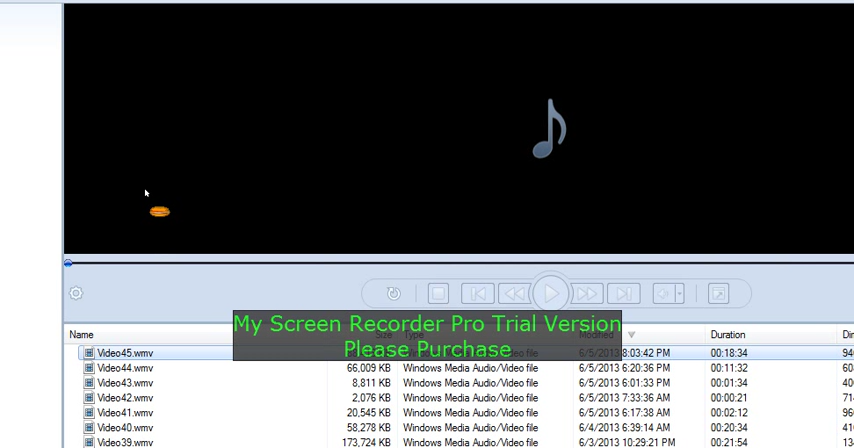 My Screen Recorder Pro Trial Version
Please Purchase
Name Size Type Modified Duration
Video45.wmv 6/5/2013 8:03:42 PM 00:18:34
Video44.wmv 66,009 KB Windows Media Audio/Video file 6/5/2013 6:20:36 PM 00:11:32
Video43.wmv 8,811 KB Windows Media Audio/Video file 6/5/2013 6:01:33 PM 00:01:34
Video42.wmv 2,076 KB Windows Media Audio/Video file 6/5/2013 7:33:36 AM 00:00:21
Video41.wmv 20,545 KB Windows Media Audio/Video file 6/5/2013 6:17:38 AM 00:02:12
Video40.wmv 58,278 KB Windows Media Audio/Video file 6/4/2013 6:39:14 AM 00:20:34
Video39.wmv 173,724 KB Windows Media Audio/Video file 6/3/2013 10:29:21 PM 00:21:54